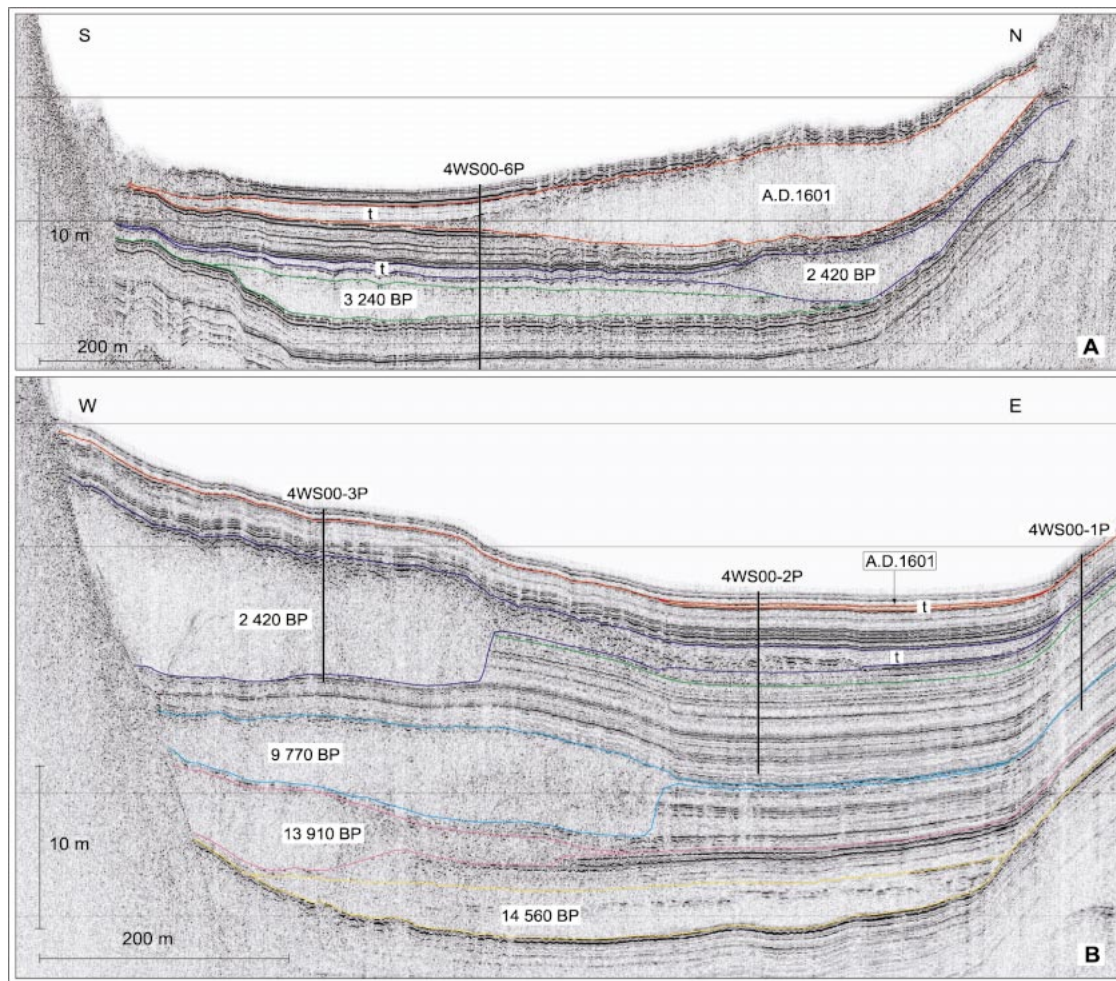 S
N
4WS00-6P
A.D.1601
t
10 m
t
2 420 BP
3 240 BP
200 m
A
W
E
4WS00-3P
4WS00-1P
A.D.1601
4WS00-2P
t
2 420 BP
t
9 770 BP
13 910 BP
10 m
14 560 BP
200 m
B